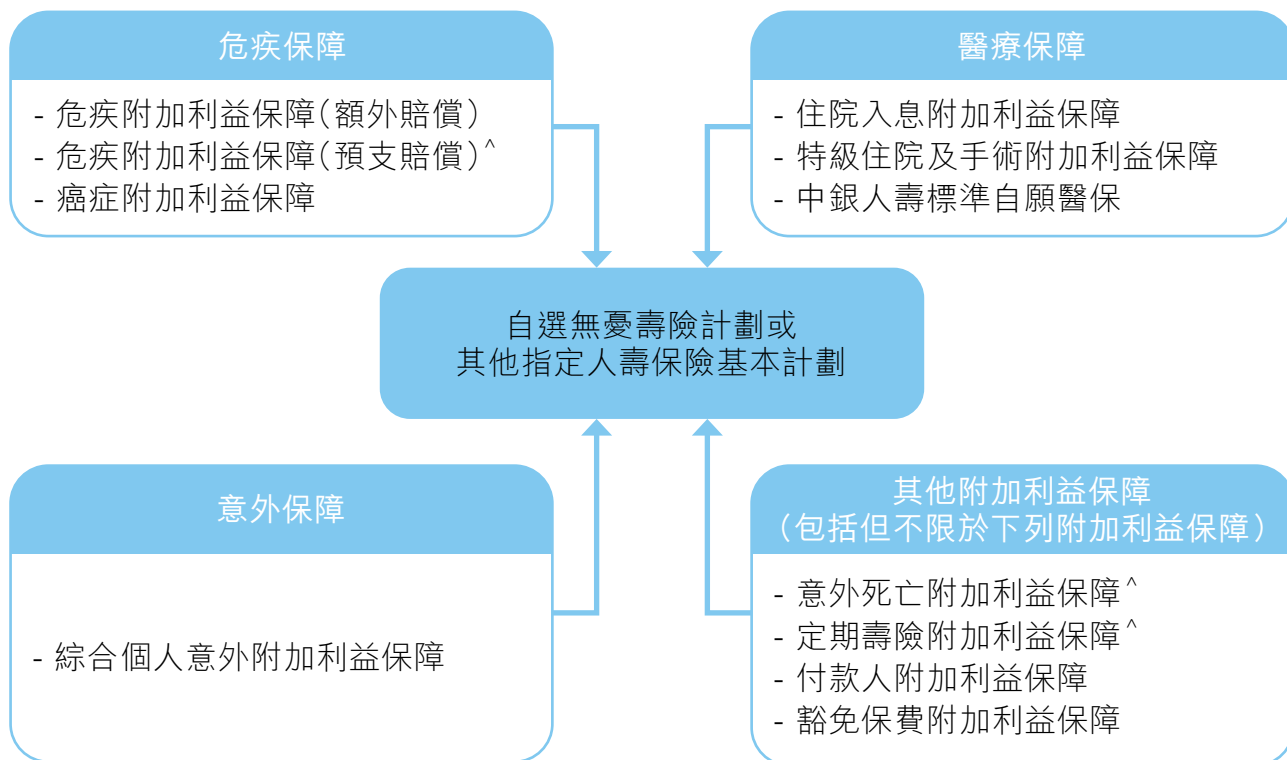 危疾保障
- 危疾附加利益保障(額外賠償)
- 危疾附加利益保障(預支賠償)^
- 癌症附加利益保障
醫療保障
- 住院入息附加利益保障
- 特級住院及手術附加利益保障
- 中銀人壽標準自願醫保
自選無憂壽險計劃或
其他指定人壽保險基本計劃
意外保障
- 綜合個人意外附加利益保障
其他附加利益保障
(包括但不限於下列附加利益保障)
- 意外死亡附加利益保障^
- 定期壽險附加利益保障^
- 付款人附加利益保障
- 豁免保費附加利益保障